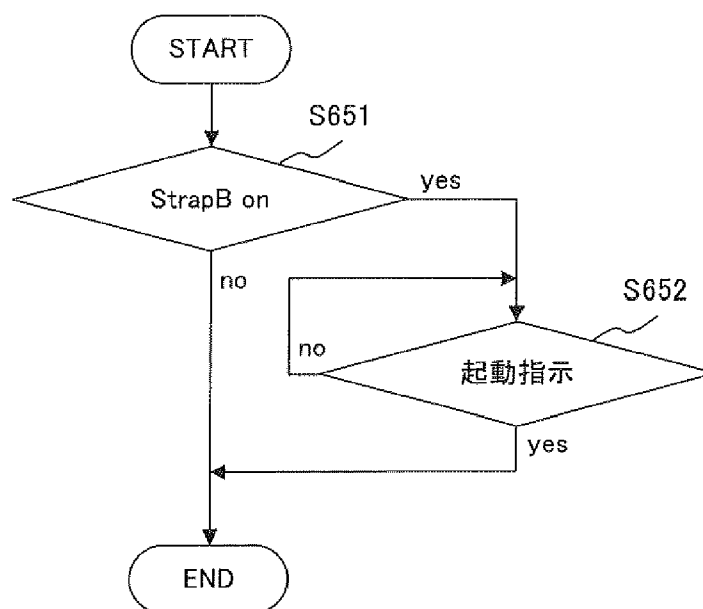 START
S651
StrapB on
yes
no
S652
no
起動指示
yes
END